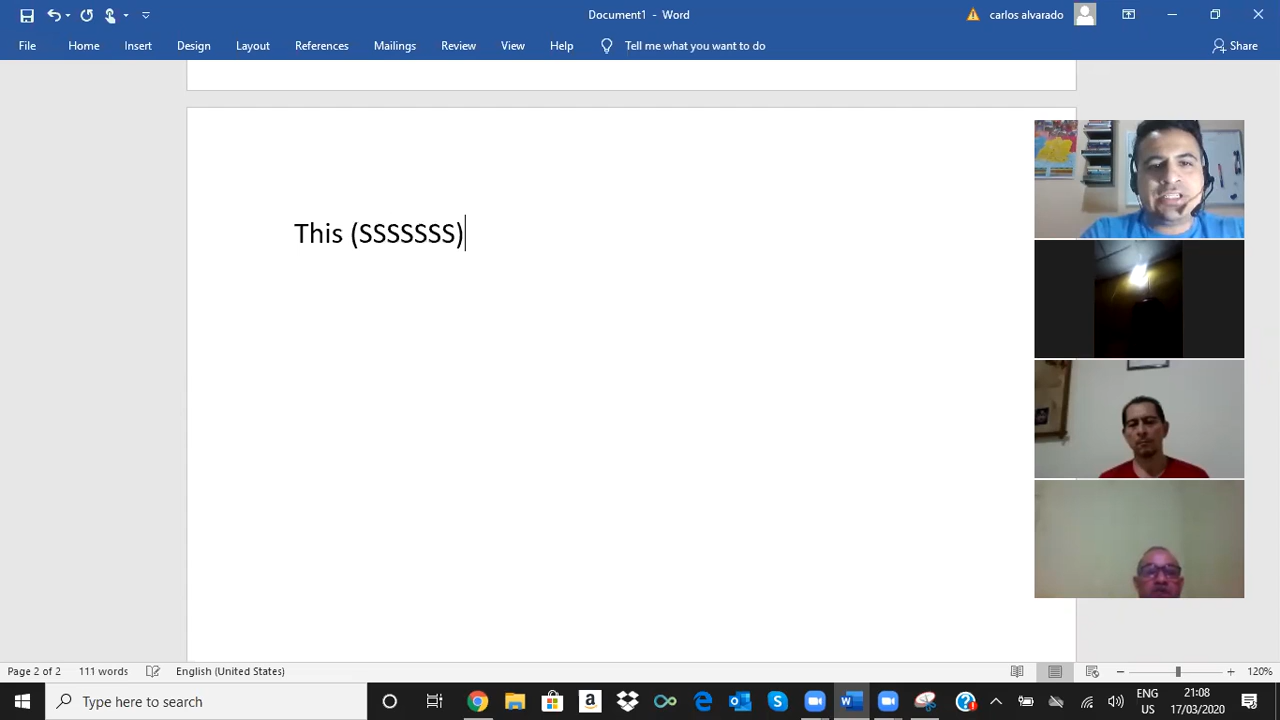 Document1 - Word
carlos alvarado
File
Home
Insert
Design
Layout
References
Mailings
Review
View
Help
Tell me what you want to do
Share
This (SSSSSSS)
Page 2 of 2
111 words
English (United States)
120%
Type here to search
ENG
US
21:08
17/03/2020